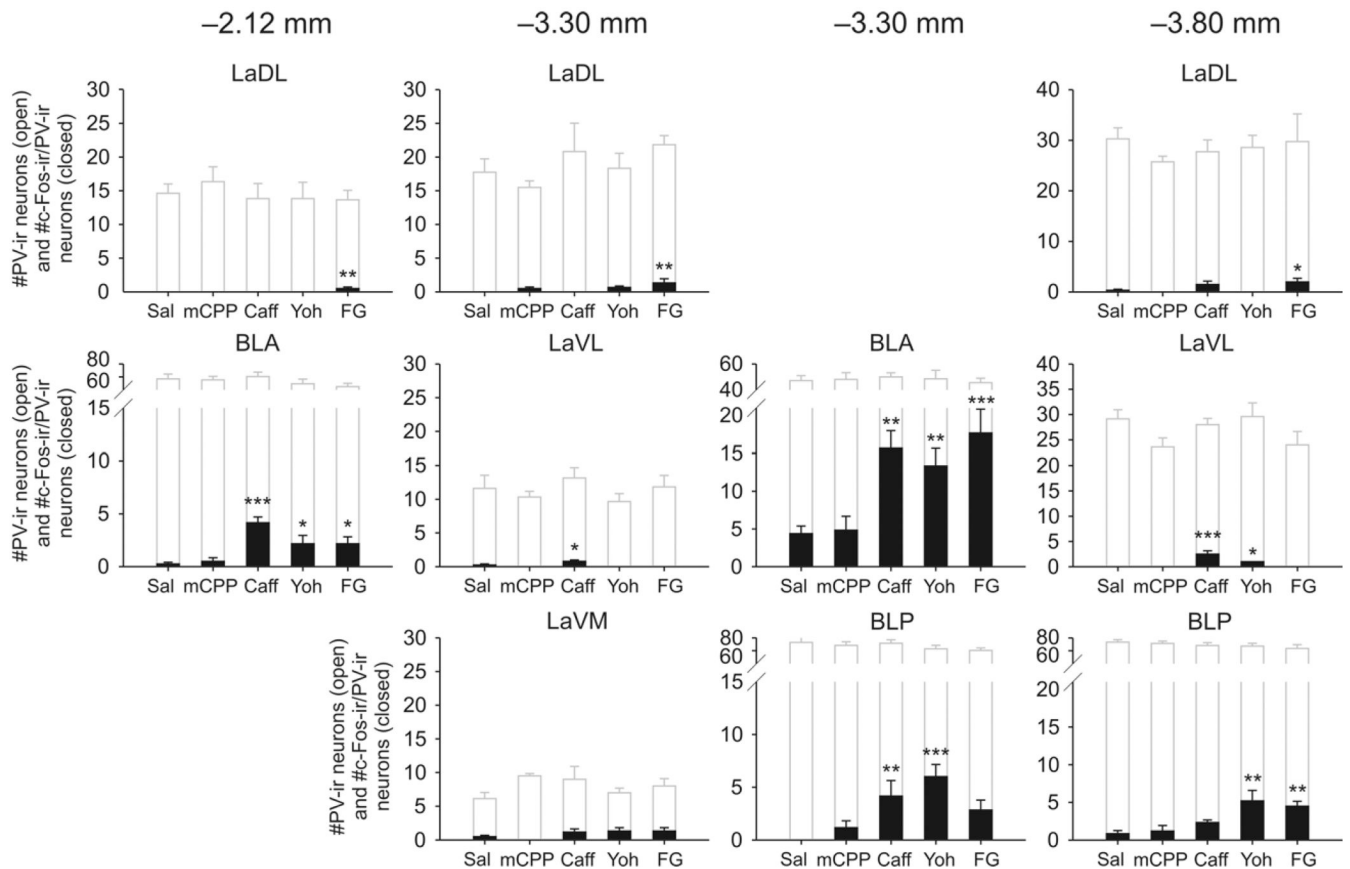 –2.12 mm
–3.30 mm
–3.30 mm
–3.80 mm
LaDL
#PV-ir neurons (open)
and #c-Fos-ir/PV-ir
neurons (closed)
30
25
20
15
10
5
0
**
Sal mCPP Caff Yoh FG
LaDL
30
25
20
15
10
5
0
**
Sal mCPP Caff Yoh FG
LaDL
40
30
20
10
0
*
Sal mCPP Caff Yoh FG
BLA
#PV-ir neurons (open)
and #c-Fos-ir/PV-ir
neurons (closed)
80
60
15
10
5
0
*** * *
Sal mCPP Caff Yoh FG
LaVL
30
25
20
15
10
5
0
*
Sal mCPP Caff Yoh FG
BLA
60
40
20
15
10
5
0
** ** ***
Sal mCPP Caff Yoh FG
LaVL
40
35
30
25
20
15
10
5
0
*** *
Sal mCPP Caff Yoh FG
LaVM
#PV-ir neurons (open)
and #c-Fos-ir/PV-ir
neurons (closed)
30
25
20
15
10
5
0
Sal mCPP Caff Yoh FG
BLP
80
60
15
10
5
0
** ***
Sal mCPP Caff Yoh FG
BLP
80
60
20
15
10
5
0
** **
Sal mCPP Caff Yoh FG